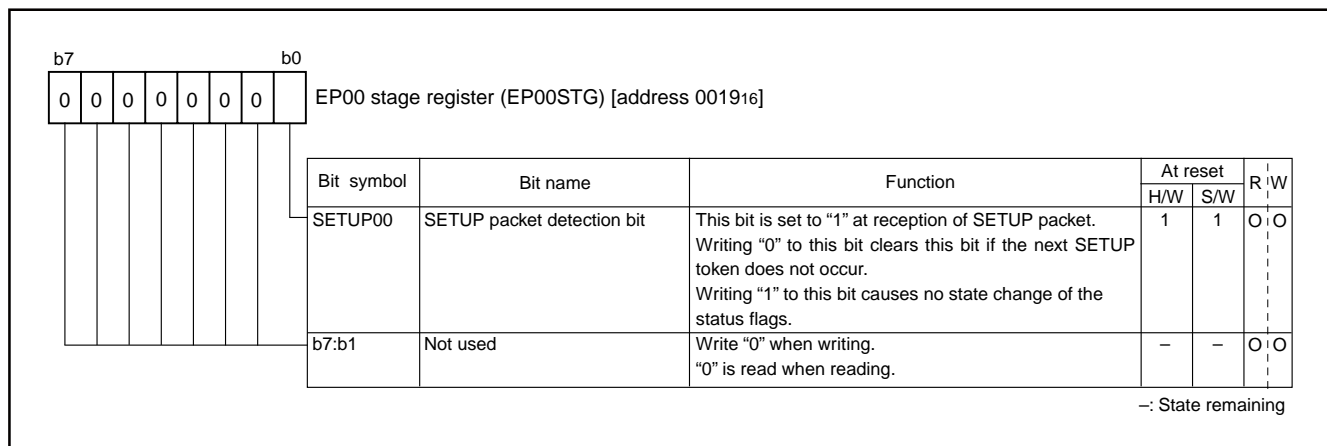 b7 b0
0 0 0 0 0 0 0 EP00 stage register (EP00STG) [address 001916]
Bit symbol Bit name Function At reset R W
H/W S/W
SETUP00 SETUP packet detection bit This bit is set to “1” at reception of SETUP packet. 1 1 O O
Writing “0” to this bit clears this bit if the next SETUP
token does not occur.
Writing “1” to this bit causes no state change of the
status flags.
b7:b1 Not used Write “0” when writing. – – O O
“0” is read when reading.
–: State remaining